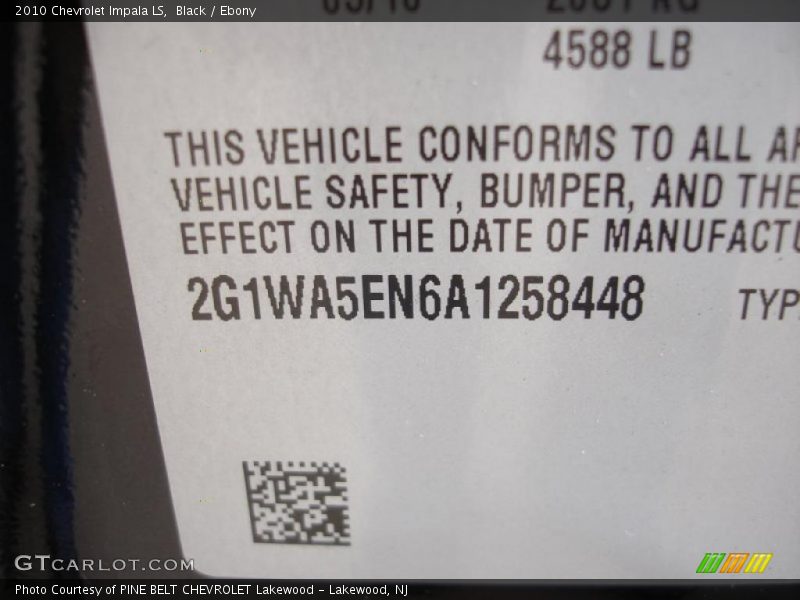 2010 Chevrolet Impala LS,  Black / Ebony
4588 LB
THIS VEHICLE CONFORMS TO ALL
VEHICLE SAFETY, BUMPER, AND THE
EFFECT ON THE DATE OF MANUFACTU
2G1WA5EN6A1258448 TYP
GTCARLOT.COM
Photo Courtesy of PINE BELT CHEVROLET Lakewood - Lakewood, NJ